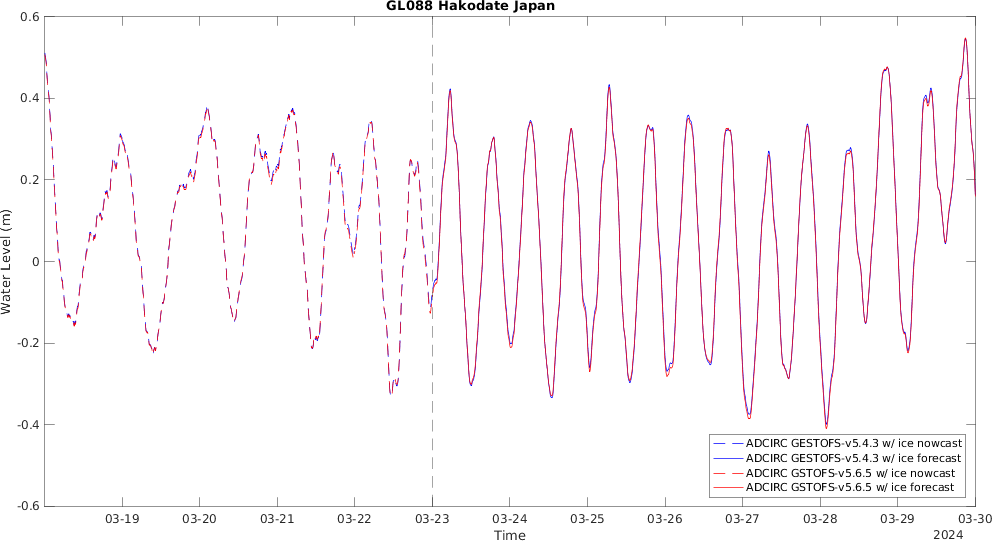 GL088 Hakodate Japan
0.6
0.4
0.2
0
-0.2
-0.4
-0.6
Water Level (m)
ADCIRC GESTOFS-v5.4.3 w/ ice nowcast
ADCIRC GESTOFS-v5.4.3 w/ ice forecast
ADCIRC GSTOFS-v5.6.5 w/ ice nowcast
ADCIRC GSTOFS-v5.6.5 w/ ice forecast
03-19 03-20 03-21 03-22 03-23 03-24 03-25 03-26 03-27 03-28 03-29 03-30
Time
2024